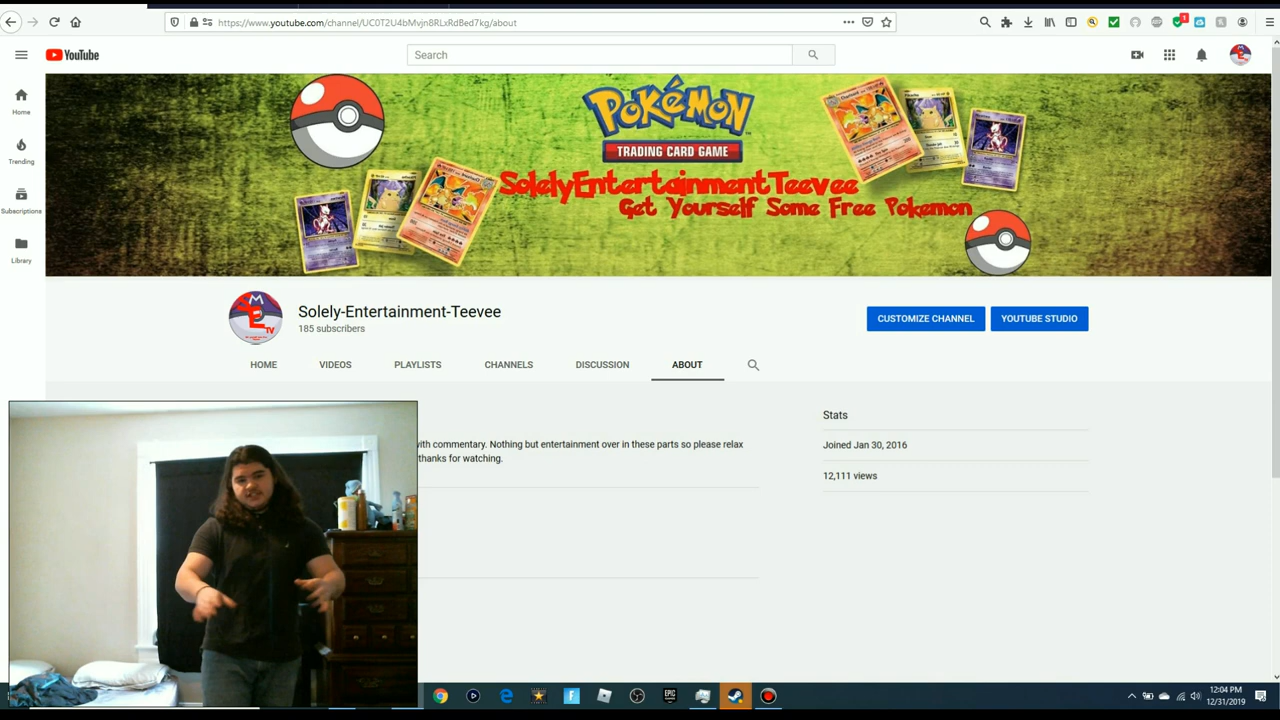 https://www.youtube.com/channel/UC0T2U4bMvjn8RLxRdBed7kg/about
YouTube
Search
Home
Trending
Subscriptions
Library
POKéMON
TRADING CARD GAME
SolelyEntertainmentTeevee
Get Yourself Some Free Pokemon
Solely-Entertainment-Teevee
185 subscribers
CUSTOMIZE CHANNEL
YOUTUBE STUDIO
HOME
VIDEOS
PLAYLISTS
CHANNELS
DISCUSSION
ABOUT
with commentary. Nothing but entertainment over in these parts so please relax
thanks for watching.
Stats
Joined Jan 30, 2016
12,111 views
EPIC
12:04 PM
12/31/2019